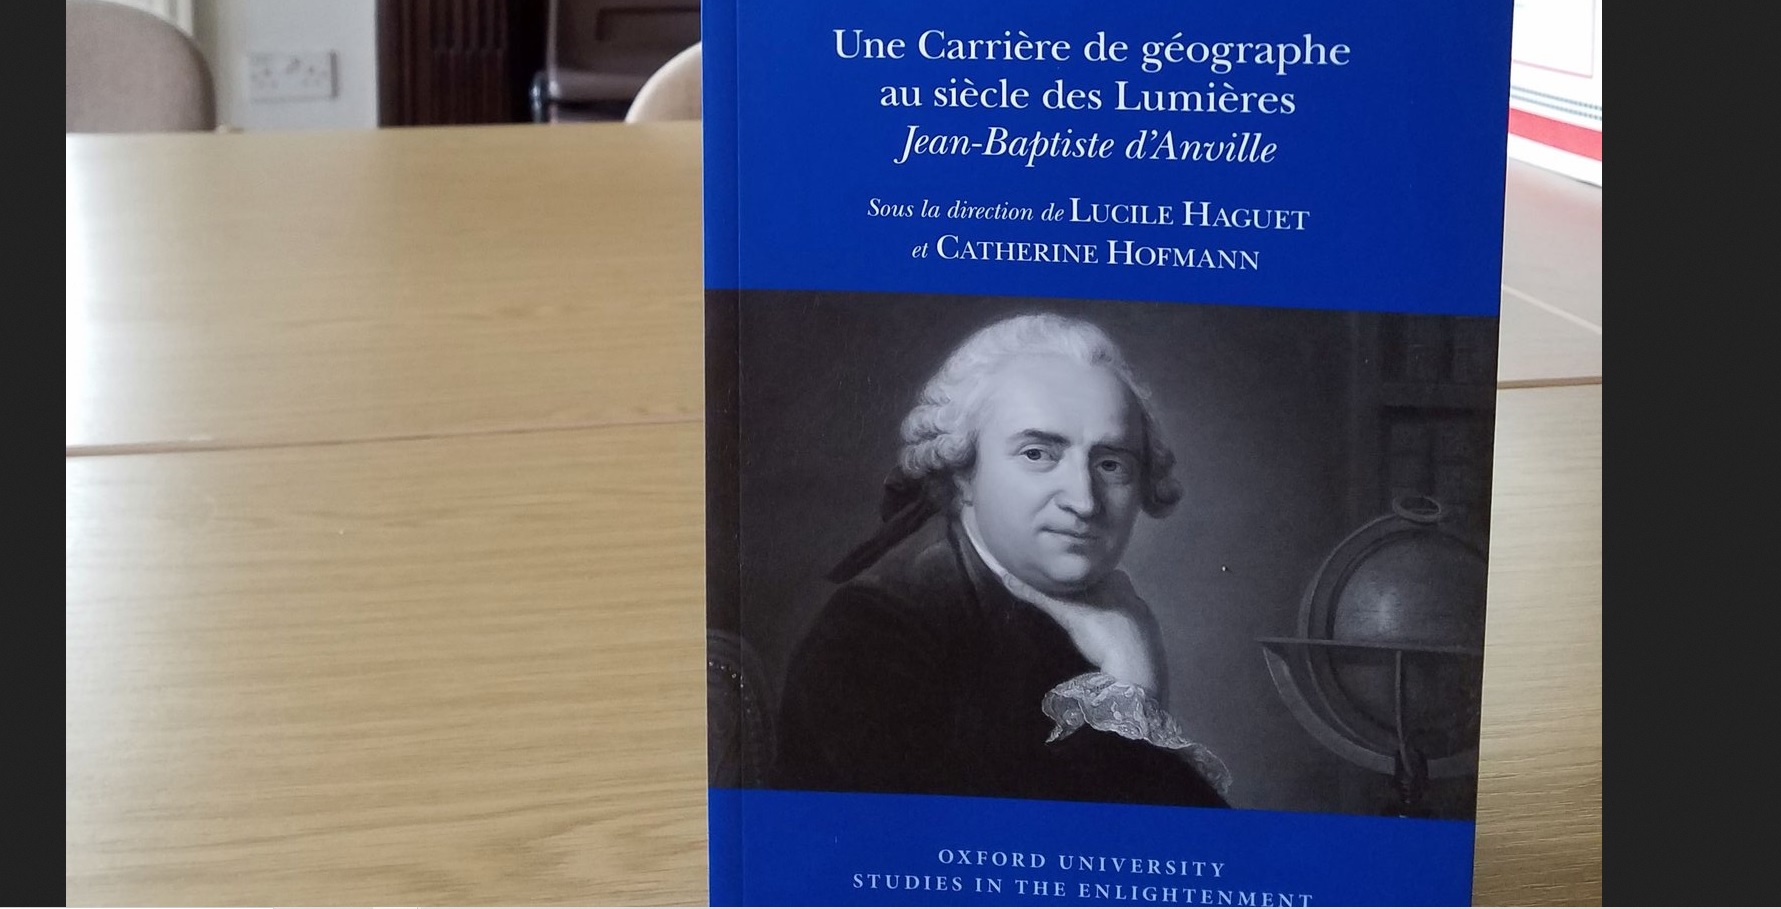 Une Carrière de géographe
au siècle des Lumières
Jean-Baptiste d'Anville
Sous la direction de LUCILE HAGUET
et CATHERINE HOFMANN
OXFORD UNIVERSITY
STUDIES IN THE ENLIGHTENMENT